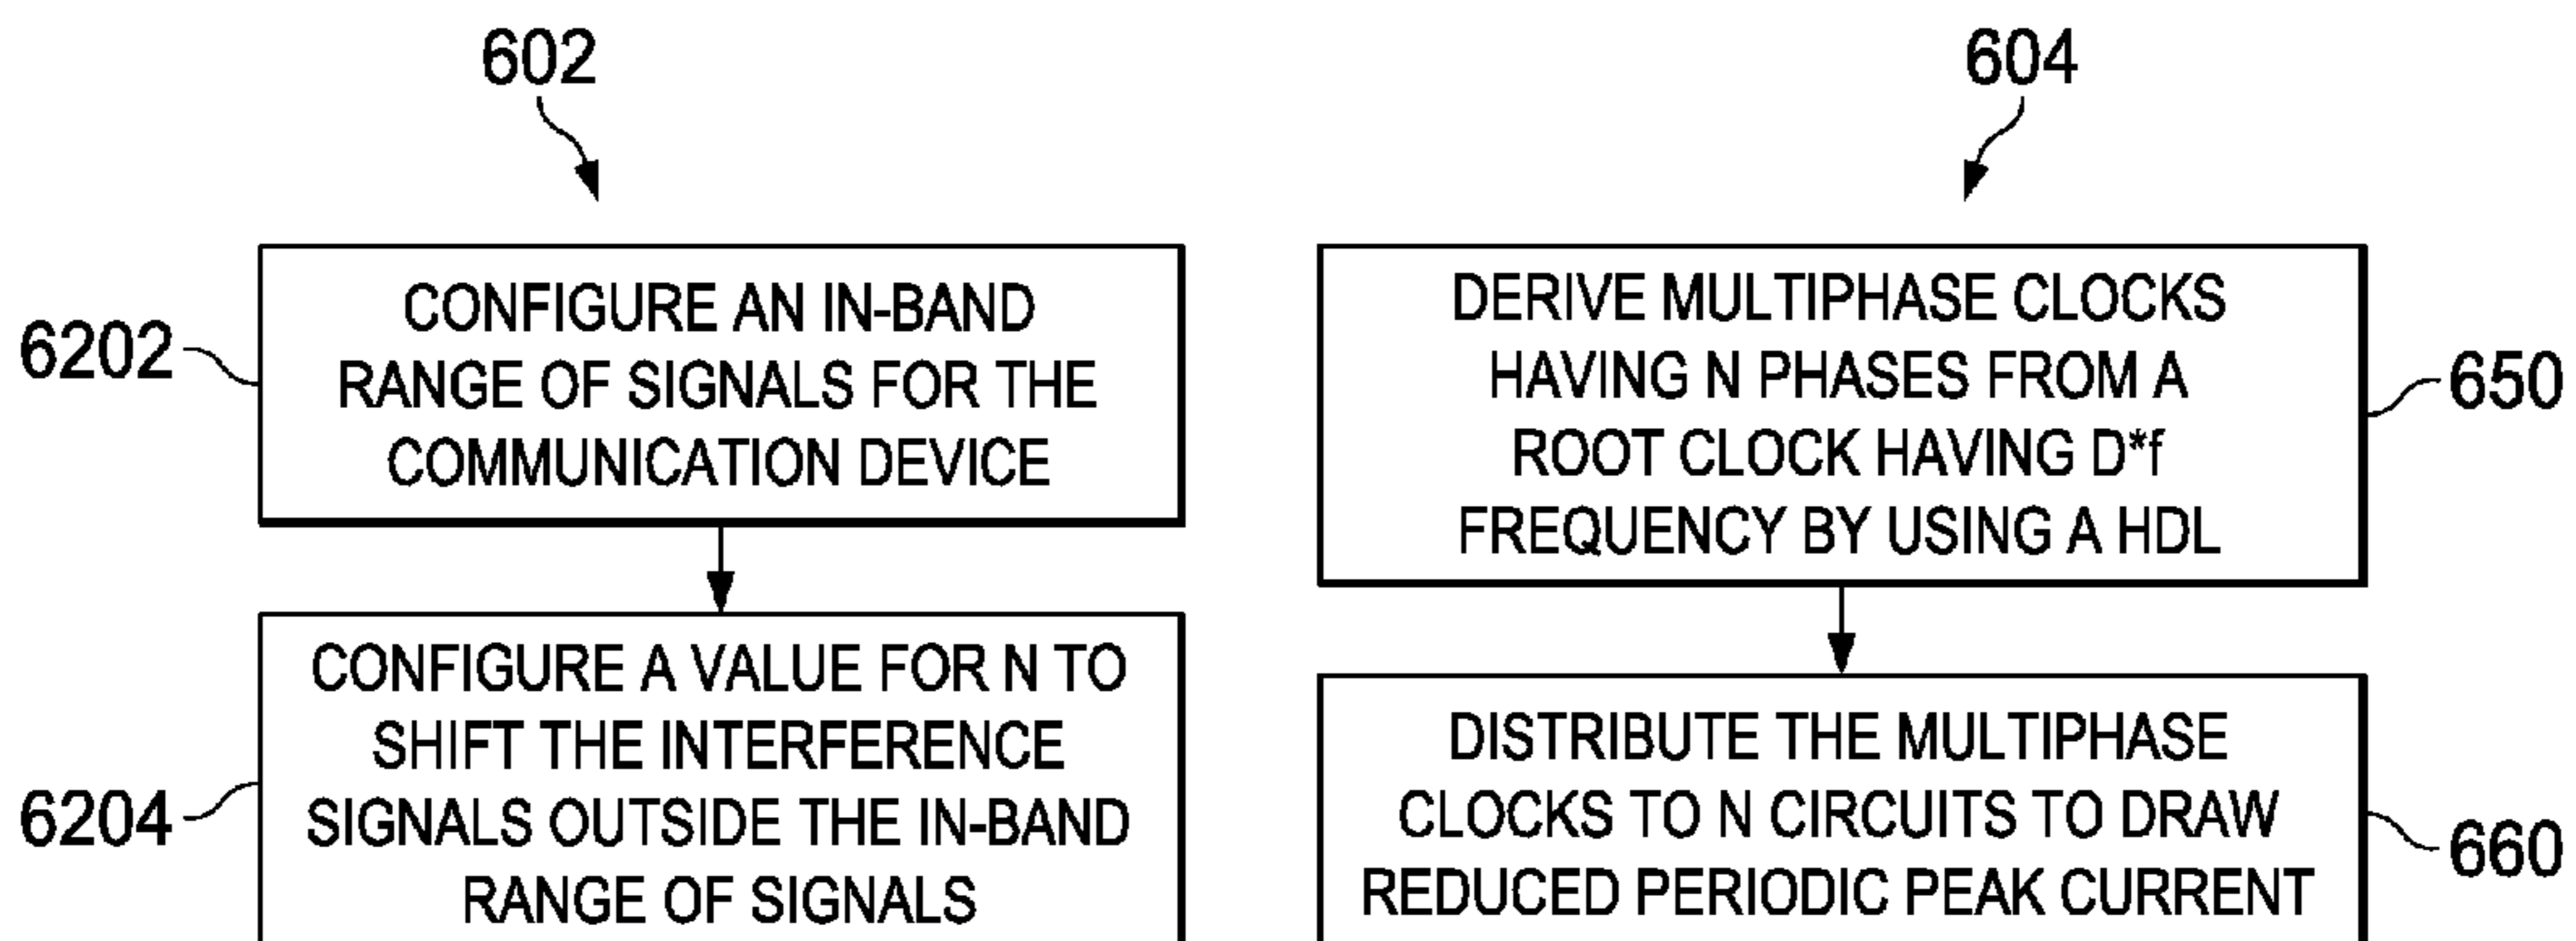 602
6202
CONFIGURE AN IN-BAND
RANGE OF SIGNALS FOR THE
COMMUNICATION DEVICE
6204
CONFIGURE A VALUE FOR N TO
SHIFT THE INTERFERENCE
SIGNALS OUTSIDE THE IN-BAND
RANGE OF SIGNALS
604
DERIVE MULTIPHASE CLOCKS
HAVING N PHASES FROM A
ROOT CLOCK HAVING D*f
FREQUENCY BY USING A HDL
650
DISTRIBUTE THE MULTIPHASE
CLOCKS TO N CIRCUITS TO DRAW
REDUCED PERIODIC PEAK CURRENT
660